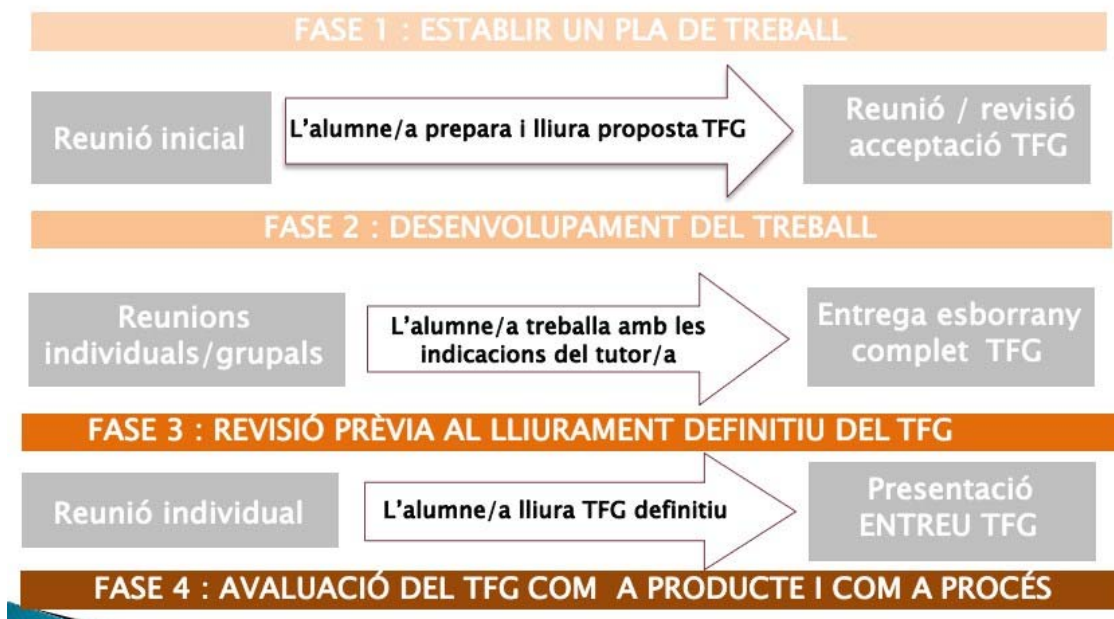 FASE 1 : ESTABLIR UN PLA DE TREBALL
Reunió inicial
L'alumne/a prepara i lliura proposta TFG
Reunió / revisió
acceptació TFG
FASE 2 : DESENVOLUPAMENT DEL TREBALL
Reunions
individuals/grupals
L'alumne/a treballa amb les
indicacions del tutor/a
Entrega esborrany
complet TFG
FASE 3 : REVISIÓ PRÈVIA AL LLIURAMENT DEFINITIU DEL TFG
Reunió individual
L'alumne/a lliura TFG definitiu
Presentació
ENTREU TFG
FASE 4 : AVALUACIÓ DEL TFG COM A PRODUCTE I COM A PROCÉS